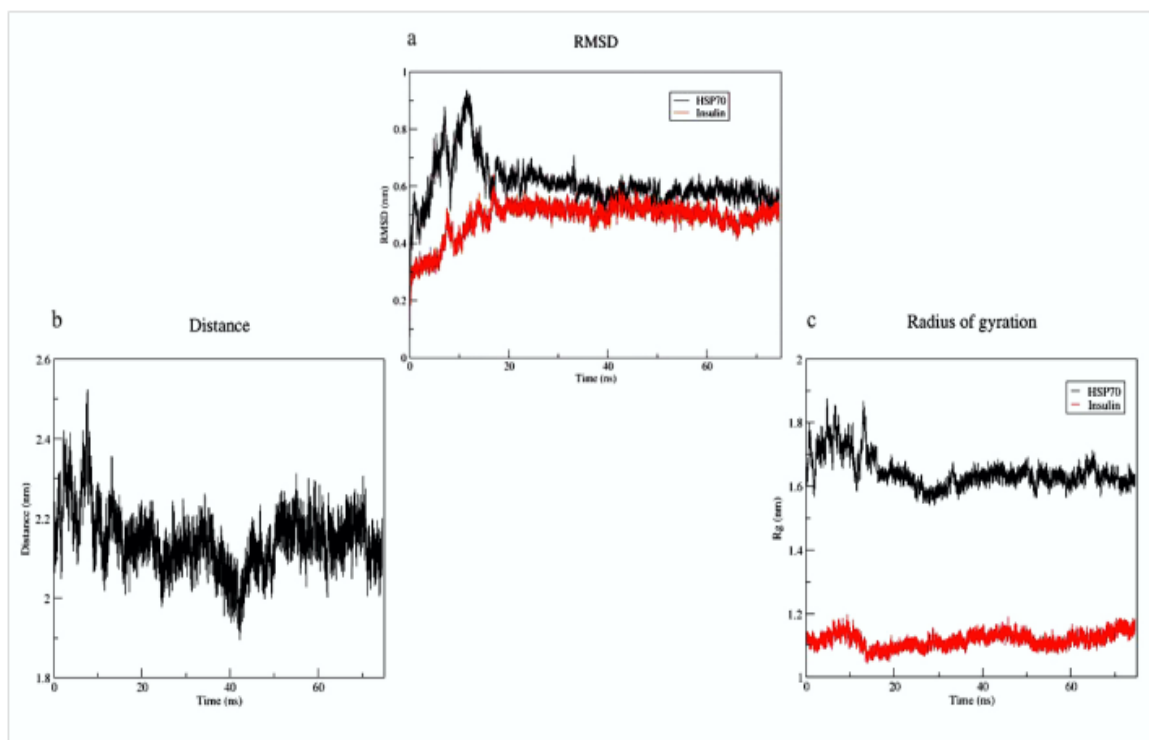 a
RMSD
1
0.8
0.6
0.4
0.2
0
RMSD (nm)
HSP70
Insulin
0
20
40
60
Time (ns)
b
Distance
2.6
2.4
2.2
2
1.8
Distance (nm)
0
20
40
60
Time (ns)
c
Radius of gyration
2
1.8
1.6
1.4
1.2
1
Rg (nm)
HSP70
Insulin
0
20
40
60
Time (ns)